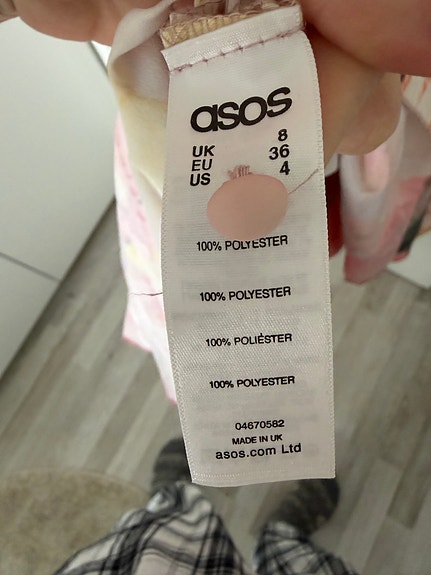 asos
UK 8
EU 36
US 4
100% POLYESTER
100% POLYESTER
100% POLIÉSTER
100% POLYESTER
04670582
MADE IN UK
asos.com Ltd